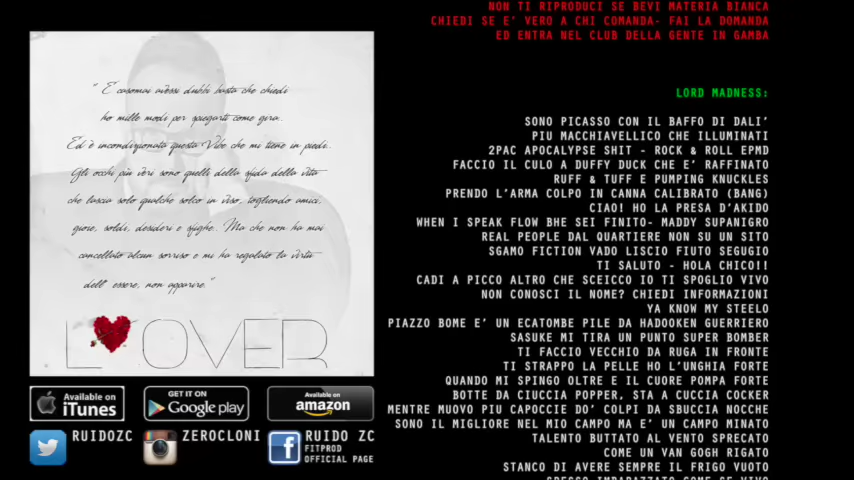 " E casomai avessi dubbi basta che chiedi
ho mille modi per spiegarti come gira..
Ed è incondizionata questa Vibe che mi tiene in piedi.
Gli occhi più veri sono quelli della sfida della vita
che lascia solo qualche solco in viso, togliendo amici,
gioie, soldi, desideri e sfighe.. Ma che non ha mai
cancellato alcun sorriso e mi ha regalato la virtù
dell' essere, non apparire. "
L OVER
Available on
iTunes
GET IT ON
Google play
Available on
amazon
RUIDOZC
ZEROCLONI
RUIDO ZC
FITPROD
OFFICIAL PAGE
NON TI RIPRODUCI SE BEVI MATERIA BIANCA
CHIEDI SE E' VERO A CHI COMANDA- FAI LA DOMANDA
ED ENTRA NEL CLUB DELLA GENTE IN GAMBA
LORD MADNESS:
SONO PICASSO CON IL BAFFO DI DALI'
PIU MACCHIAVELLICO CHE ILLUMINATI
2PAC APOCALYPSE SHIT - ROCK & ROLL EPMD
FACCIO IL CULO A DUFFY DUCK CHE E' RAFFINATO
RUFF & TUFF E PUMPING KNUCKLES
PRENDO L'ARMA COLPO IN CANNA CALIBRATO (BANG)
CIAO! HO LA PRESA D'AKIDO
WHEN I SPEAK FLOW BHE SEI FINITO- MADDY SUPANIGRO
REAL PEOPLE DAL QUARTIERE NON SU UN SITO
SGAMO FICTION VADO LISCIO FIUTO SEGUGIO
TI SALUTO - HOLA CHICO!!
CADI A PICCO ALTRO CHE SCEICCO IO TI SPOGLIO VIVO
NON CONOSCI IL NOME? CHIEDI INFORMAZIONI
YA KNOW MY STEELO
PIAZZO BOME E' UN ECATOMBE PILE DA HADOOKEN GUERRIERO
SASUKE MI TIRA UN PUNTO SUPER BOMBER
TI FACCIO VECCHIO DA RUGA IN FRONTE
TI STRAPPO LA PELLE HO L'UNGHIA FORTE
QUANDO MI SPINGO OLTRE E IL CUORE POMPA FORTE
BOTTE DA CIUCCIA POPPER, STA A CUCCIA COCKER
MENTRE MUOVO PIU CAPOCCIE DO' COLPI DA SBUCCIA NOCCHE
SONO IL MIGLIORE NEL MIO CAMPO MA E' UN CAMPO MINATO
TALENTO BUTTATO AL VENTO SPRECATO
COME UN VAN GOGH RIGATO
STANCO DI AVERE SEMPRE IL FRIGO VUOTO
SPESSO IMBARAZZATO COME SE VIVO